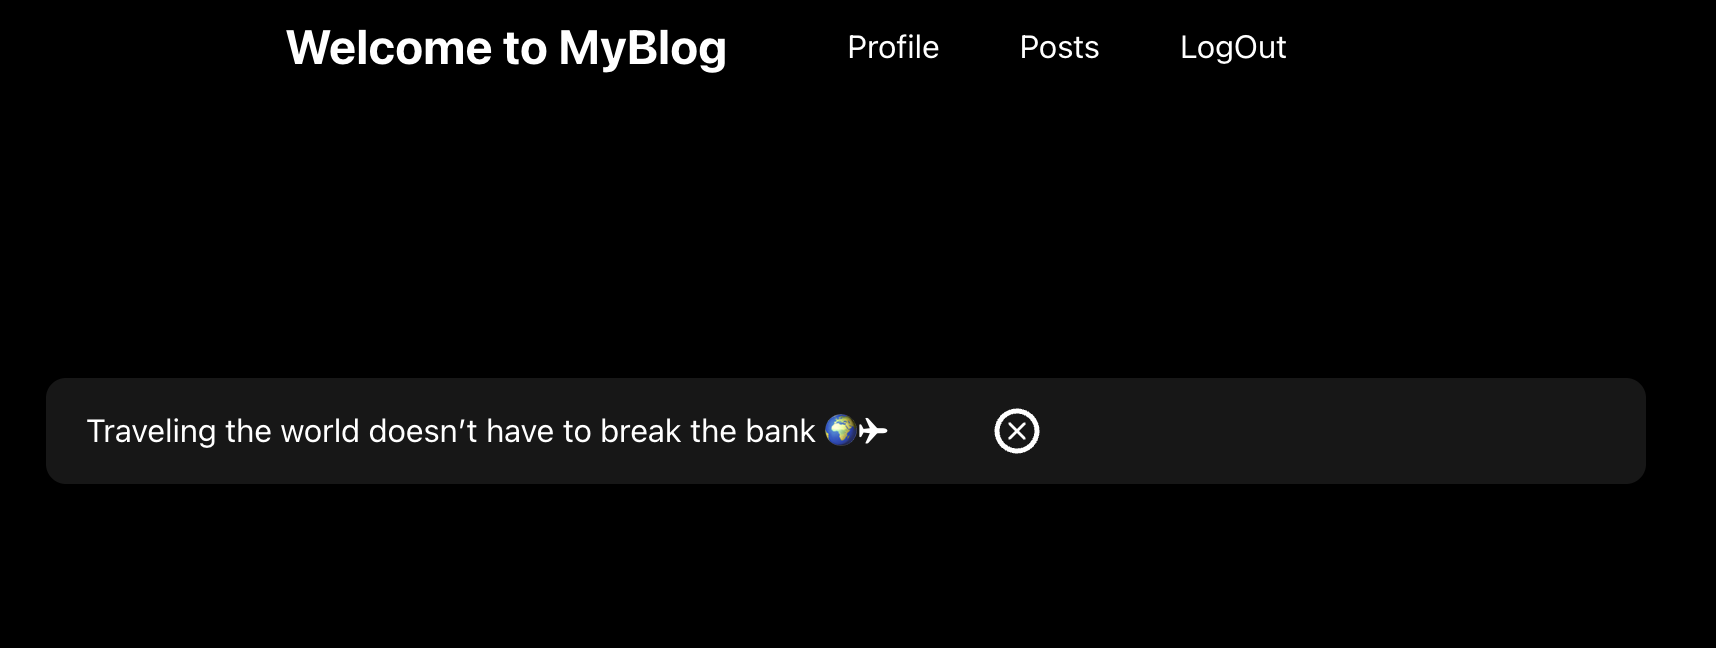 Welcome to MyBlog Profile Posts LogOut
Traveling the world doesn’t have to break the bank 🌍✈